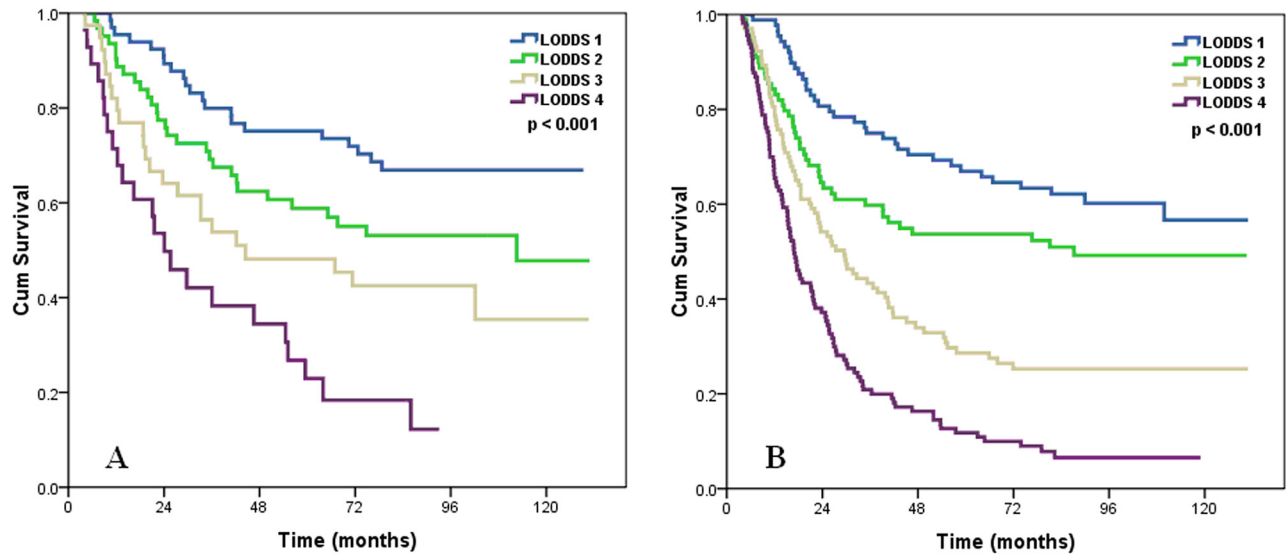 1.0
0.8
0.6
0.4
0.2
0.0
Cum Survival
0 24 48 72 96 120
Time (months)
LODDS 1
LODDS 2
LODDS 3
LODDS 4
p < 0.001
A
1.0
0.8
0.6
0.4
0.2
0.0
Cum Survival
0 24 48 72 96 120
Time (months)
LODDS 1
LODDS 2
LODDS 3
LODDS 4
p < 0.001
B